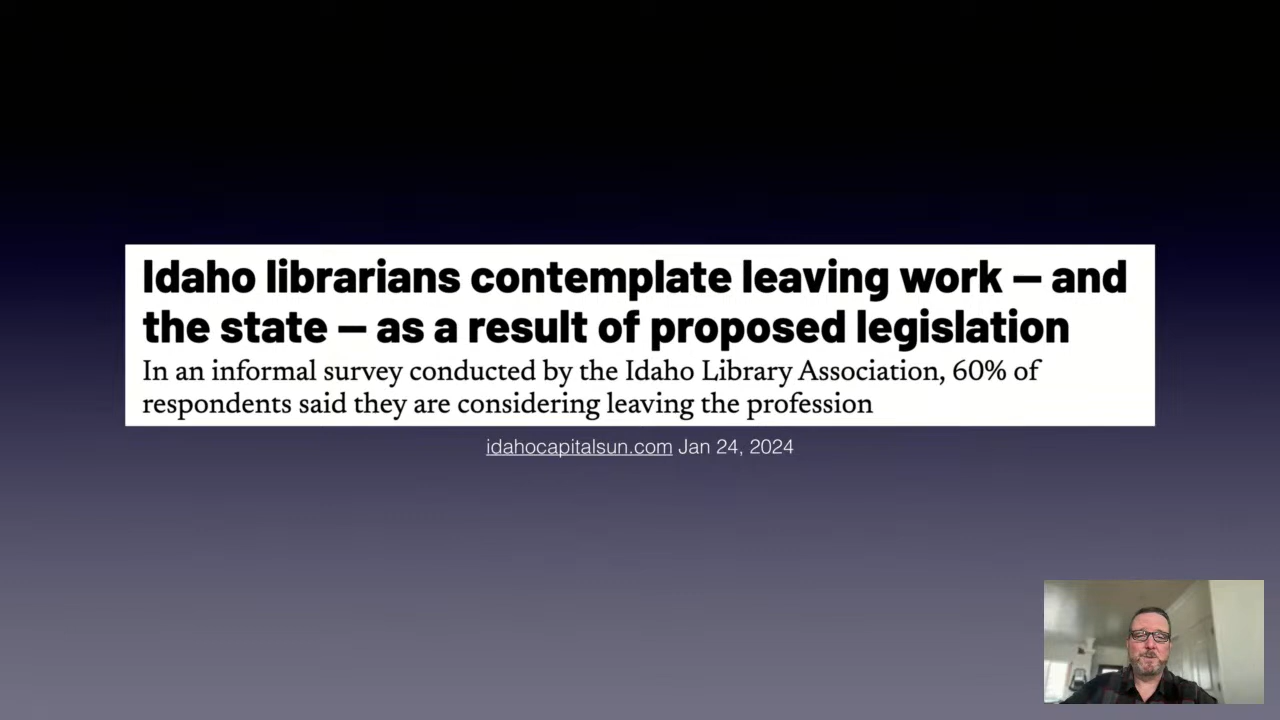 Idaho librarians contemplate leaving work — and
the state — as a result of proposed legislation
In an informal survey conducted by the Idaho Library Association, 60% of
respondents said they are considering leaving the profession
idahocapitalsun.com Jan 24, 2024